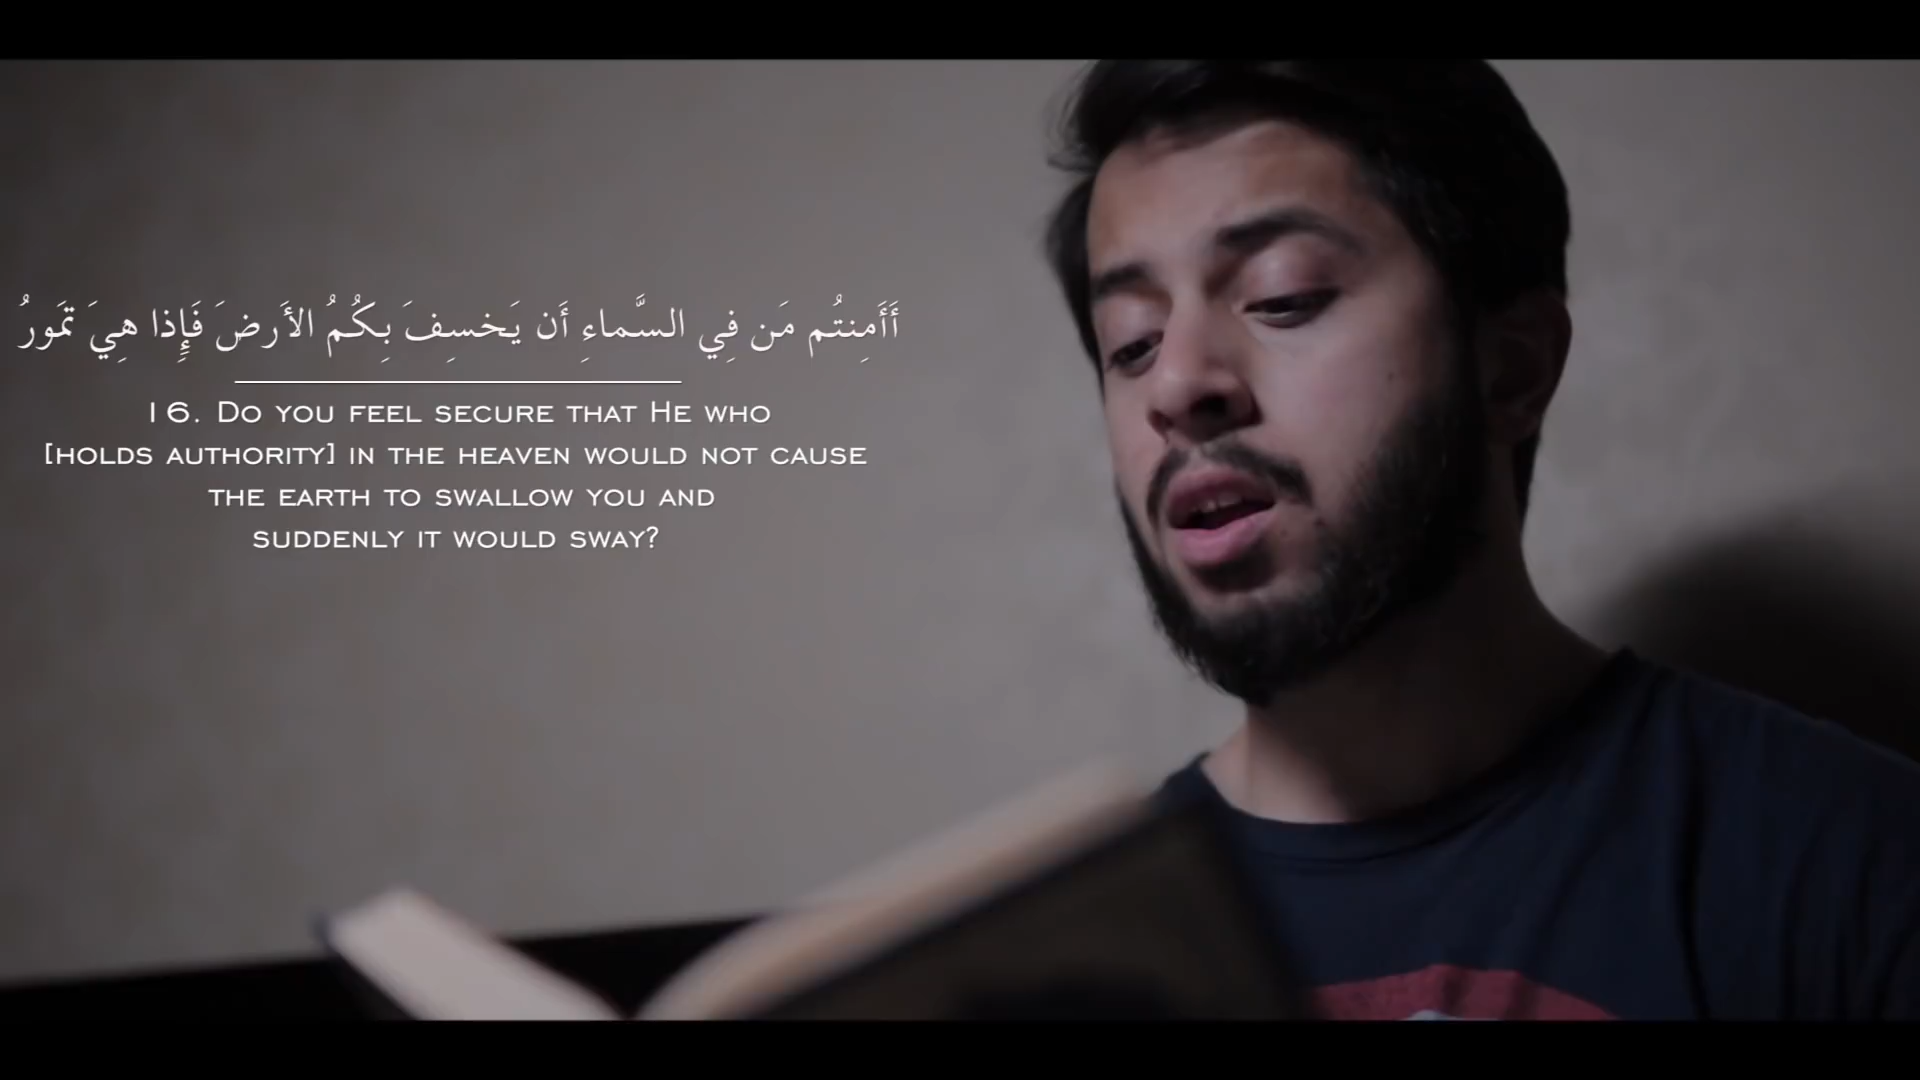 أَأَمِنتُم مَن فِي السَّماءِ أَن يَخسِفَ بِكُمُ الأَرضَ فَإِذا هِيَ تَمورُ
16. Do you feel secure that He who
[holds authority] in the heaven would not cause
the earth to swallow you and
suddenly it would sway?